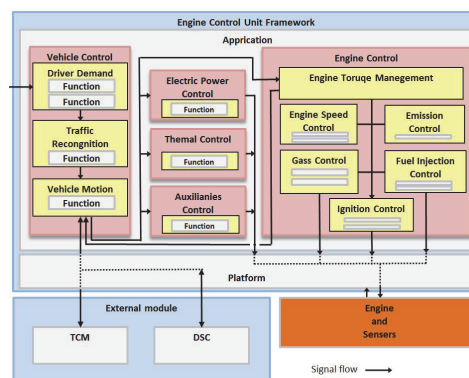 Engine Control Unit Framework
Application
Vehicle Control
Driver Demand
Function
Function
Traffic
Recongnition
Function
Vehicle Motion
Function
Electric Power
Control
Function
Themal Control
Function
Auxilianies
Control
Function
Engine Control
Engine Toruqe Manegement
Engine Speed
Control
Emission
Control
Gass Control
Fuel Injection
Control
Ignition Control
Platform
External module
TCM
DSC
Engine
and
Sensers
Signal flow